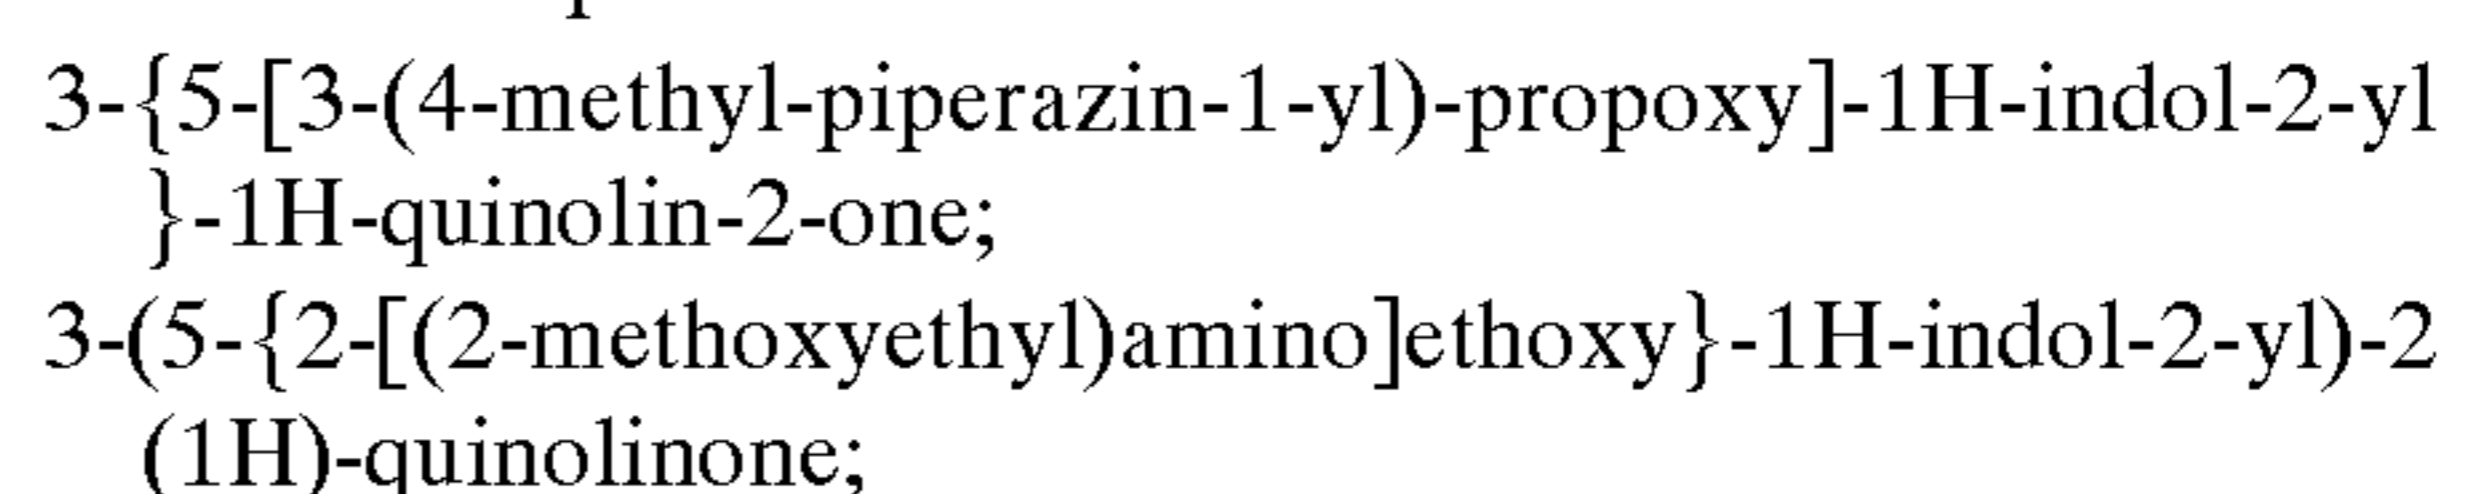 3-{5-[3-(4-methyl-piperazin-1-yl)-propoxy]-1H-indol-2-yl
}-1H-quinolin-2-one;
3-(5-{2-[(2-methoxyethyl)amino]ethoxy}-1H-indol-2-yl)-2
(1H)-quinolinone;